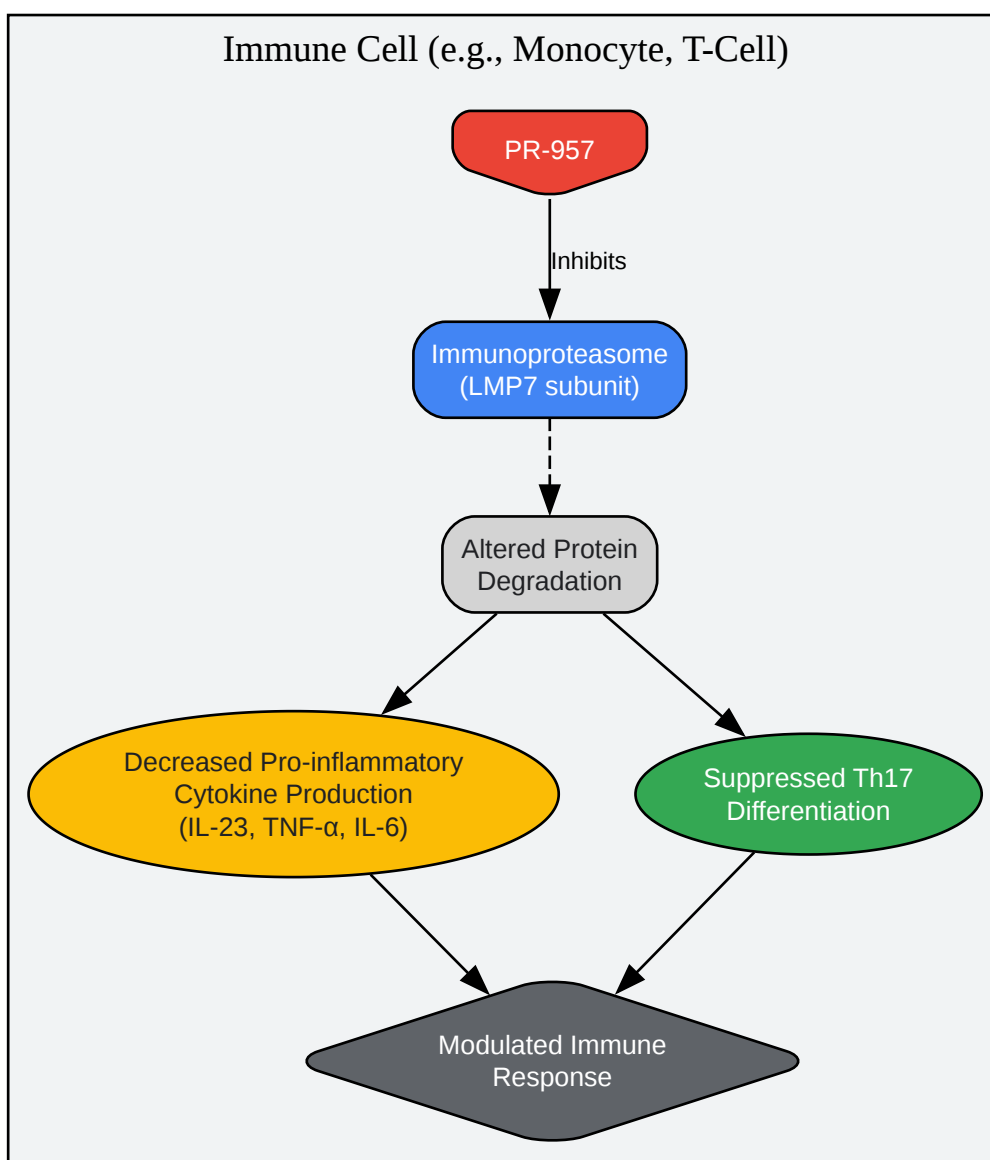 Immune Cell (e.g., Monocyte, T-Cell)
PR-957
Inhibits
Immunoproteasome
(LMP7 subunit)
Altered Protein
Degradation
Decreased Pro-inflammatory
Cytokine Production
(IL-23, TNF-α, IL-6)
Suppressed Th17
Differentiation
Modulated Immune
Response